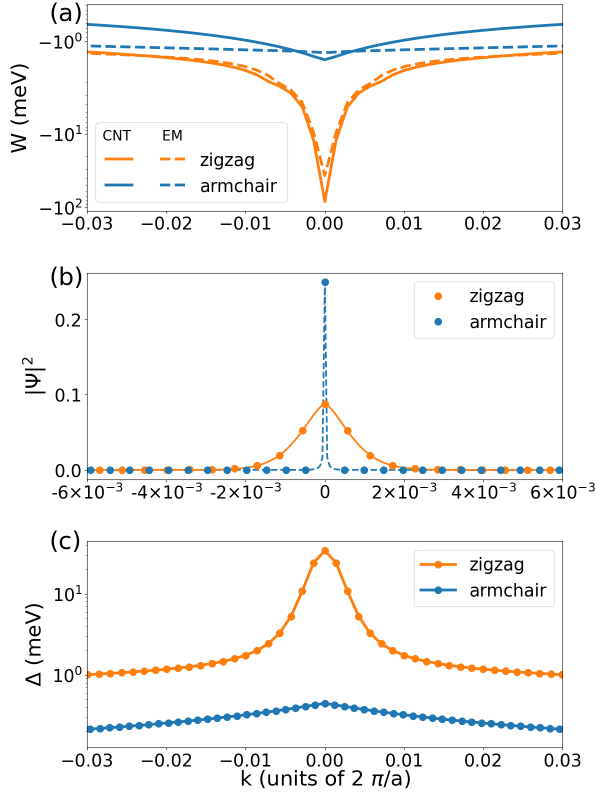 (a)
W (meV)
−10⁰
−10¹
−10²
CNT EM
zigzag
armchair
−0.03 −0.02 −0.01 0.00 0.01 0.02 0.03
(b)
|Ψ|²
0.2
0.1
0.0
zigzag
armchair
-6×10⁻³ -4×10⁻³ -2×10⁻³ 0 2×10⁻³ 4×10⁻³ 6×10⁻³
(c)
Δ (meV)
10¹
10⁰
zigzag
armchair
−0.03 −0.02 −0.01 0.00 0.01 0.02 0.03
k (units of 2 π/a)